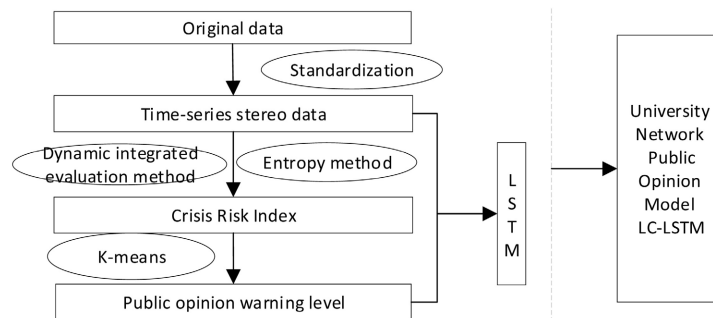 Original data
Standardization
Time-series stereo data
Dynamic integrated
evaluation method
Entropy method
Crisis Risk Index
K-means
Public opinion warning level
L
S
T
M
University
Network
Public
Opinion
Model
LC-LSTM